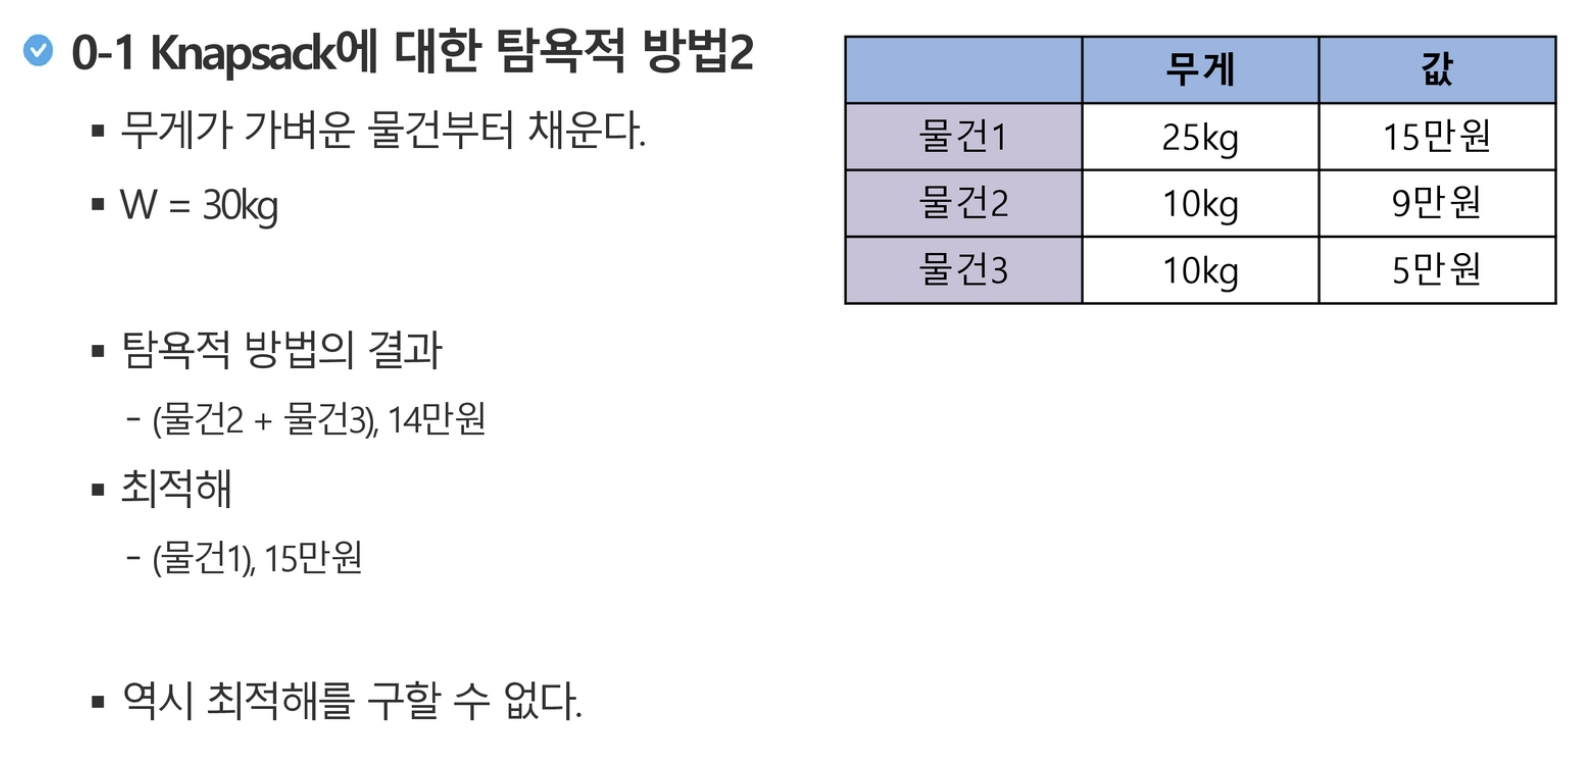 0-1 Knapsack에 대한 탐욕적 방법2
▪ 무게가 가벼운 물건부터 채운다.
▪ W = 30kg
▪ 탐욕적 방법의 결과
- (물건2 + 물건3), 14만원
▪ 최적해
- (물건1), 15만원
▪ 역시 최적해를 구할 수 없다.
무게 값
물건1 25kg 15만원
물건2 10kg 9만원
물건3 10kg 5만원